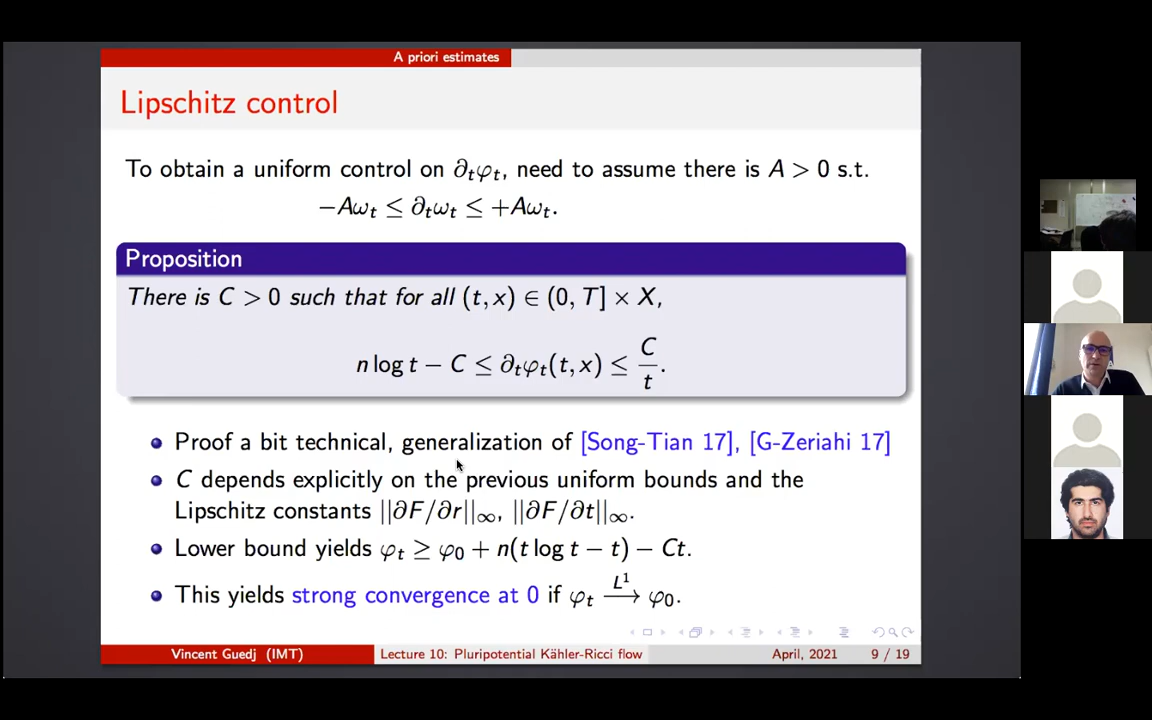 A priori estimates
Lipschitz control
To obtain a uniform control on ∂ₜφₜ, need to assume there is A > 0 s.t.
−Aωₜ ≤ ∂ₜωₜ ≤ +Aωₜ.
Proposition
There is C > 0 such that for all (t, x) ∈ (0, T] × X,
n log t − C ≤ ∂ₜφₜ(t, x) ≤ C/t.
Proof a bit technical, generalization of [Song-Tian 17], [G-Zeriahi 17]
C depends explicitly on the previous uniform bounds and the
Lipschitz constants ||∂F/∂r||∞, ||∂F/∂t||∞.
Lower bound yields φₜ ≥ φ₀ + n(t log t − t) − Ct.
This yields strong convergence at 0 if φₜ —L¹→ φ₀.
Vincent Guedj (IMT) Lecture 10: Pluripotential Kähler-Ricci flow April, 2021 9 / 19